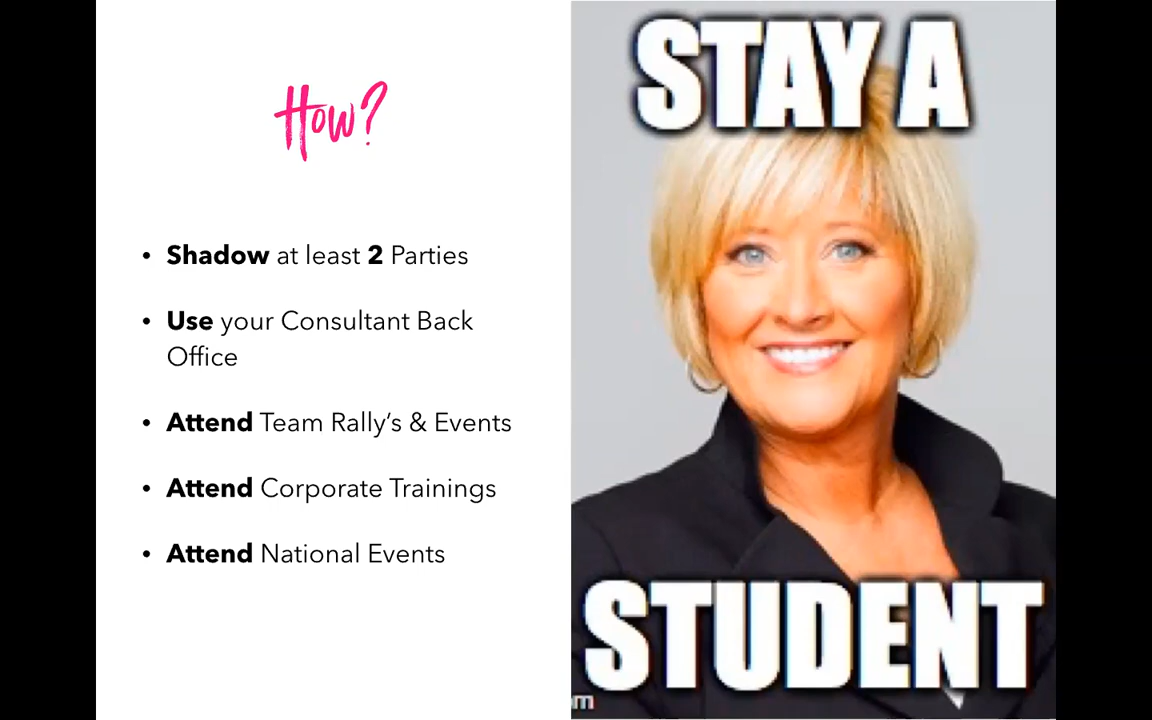 How?
• Shadow at least 2 Parties
• Use your Consultant Back
Office
• Attend Team Rally’s & Events
• Attend Corporate Trainings
• Attend National Events
STAY A
STUDENT
m